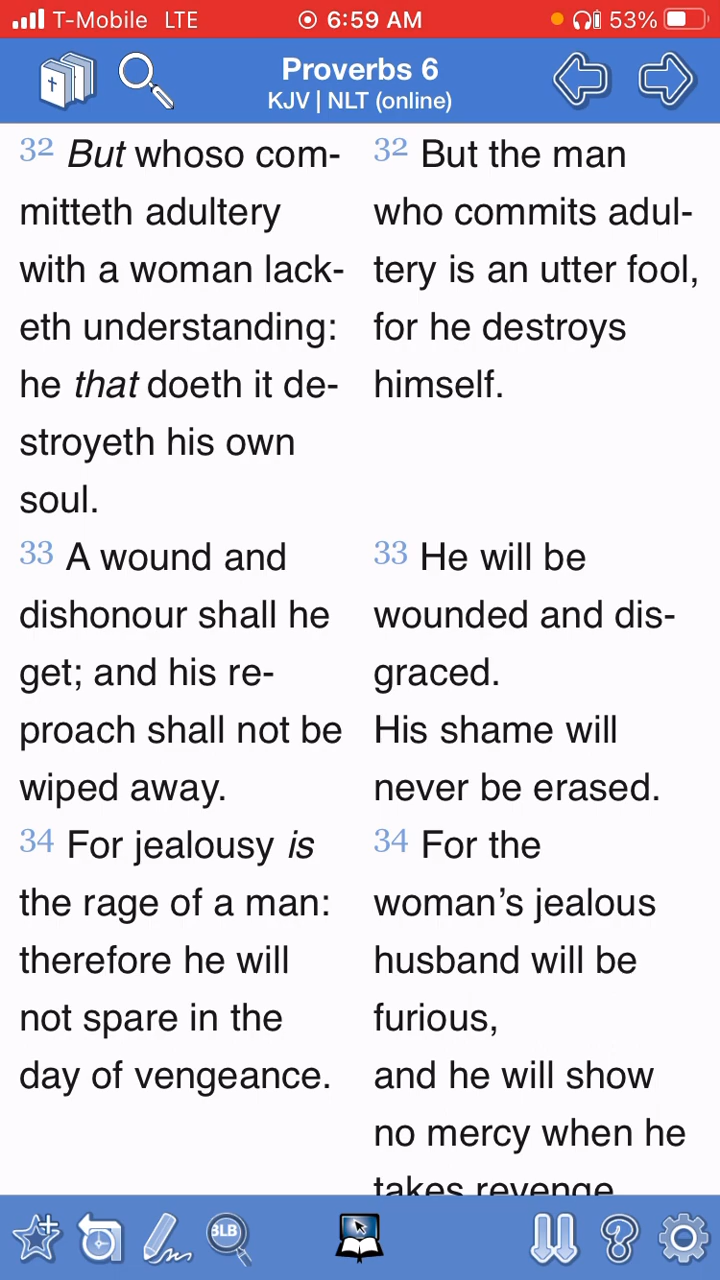 T-Mobile LTE 6:59 AM 53%
Proverbs 6
KJV | NLT (online)
32 But whoso com-
mitteth adultery
with a woman lack-
eth understanding:
he that doeth it de-
stroyeth his own
soul.
33 A wound and
dishonour shall he
get; and his re-
proach shall not be
wiped away.
34 For jealousy is
the rage of a man:
therefore he will
not spare in the
day of vengeance.
32 But the man
who commits adul-
tery is an utter fool,
for he destroys
himself.
33 He will be
wounded and dis-
graced.
His shame will
never be erased.
34 For the
woman’s jealous
husband will be
furious,
and he will show
no mercy when he
takes revenge
BLB